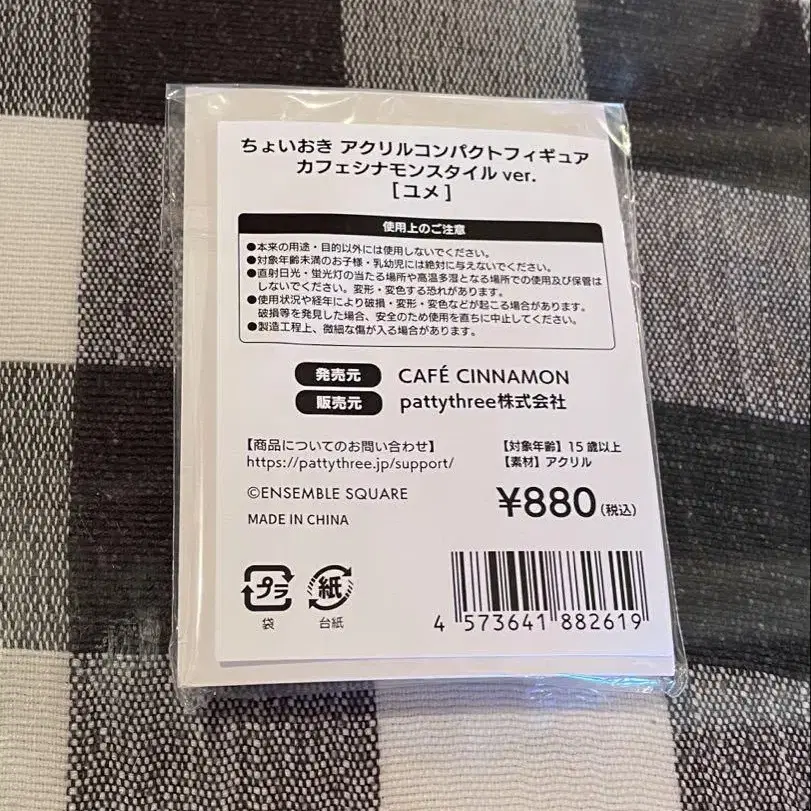 ちょいおき アクリルコンパクトフィギュア
カフェシナモンスタイル ver.
[ユメ]
使用上のご注意
●本来の用途・目的以外には使用しないでください。
●対象年齢未満のお子様・乳幼児には絶対に与えないでください。
●直射日光・蛍光灯の当たる場所や高温多湿となる場所での使用及び保管は
しないでください。変形・変色する恐れがあります。
●使用状況や経年により破損・変形・変色などが起こる場合があります。
破損等を発見した場合、安全のため使用を直ちに中止してください。
●製造工程上、微細な傷が入る場合があります。
発売元 CAFÉ CINNAMON
販売元 pattythree株式会社
【商品についてのお問い合わせ】
https://pattythree.jp/support/
【対象年齢】15歳以上
【素材】アクリル
©ENSEMBLE SQUARE
MADE IN CHINA
¥880(税込)
プラ
袋
紙
台紙
4 573641 882619